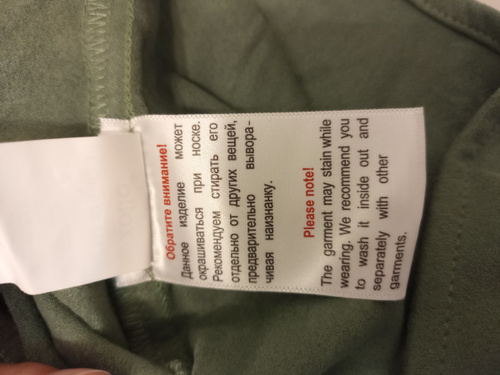 Обратите внимание!
Данное изделие может
окрашиваться при носке.
Рекомендуем стирать его
отдельно от других вещей,
предварительно вывора-
чивая наизнанку.
Please note!
The garment may stain while
wearing. We recommend you
to wash it inside out and
separately with other
garments.